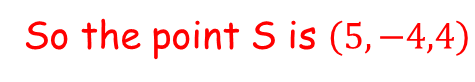 So the point S is (5, −4,4)